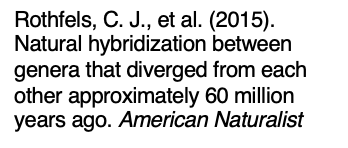 Rothfels, C. J., et al. (2015).
Natural hybridization between
genera that diverged from each
other approximately 60 million
years ago. American Naturalist